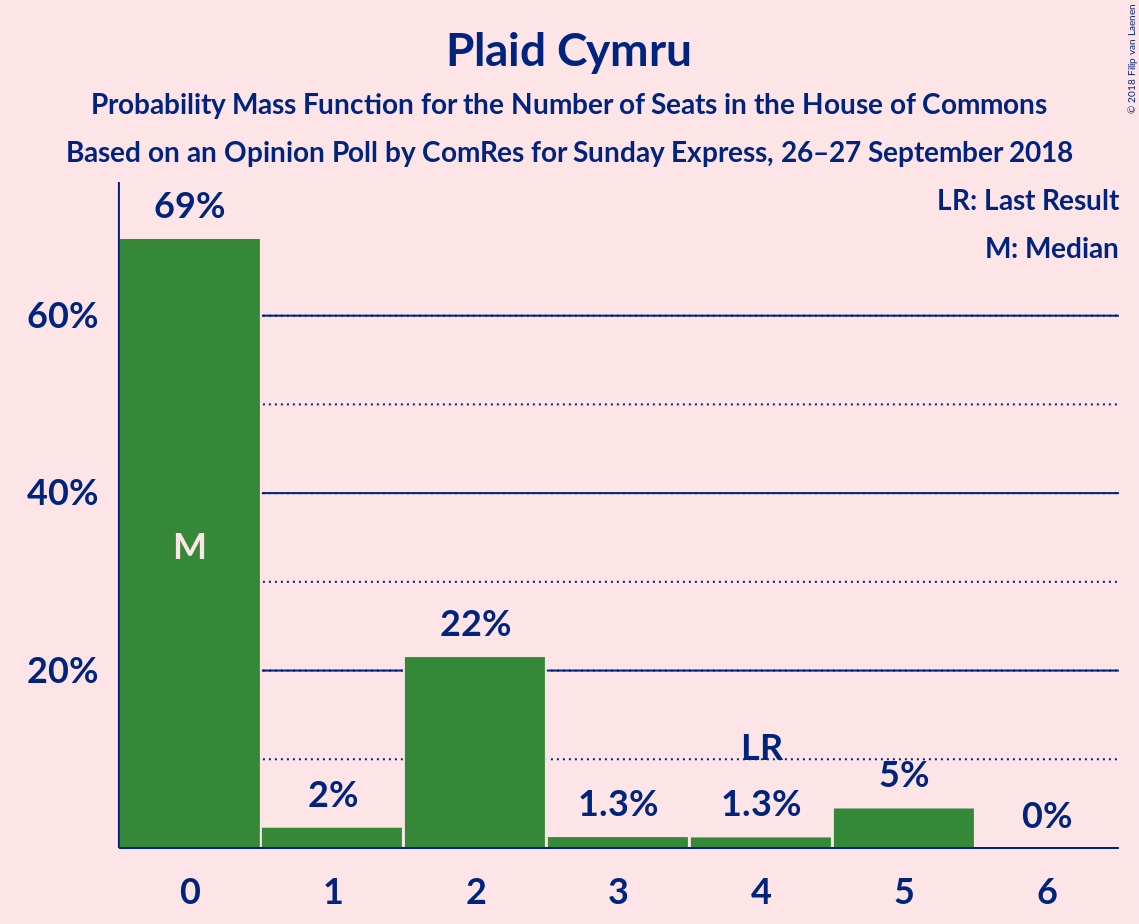 Plaid Cymru
Probability Mass Function for the Number of Seats in the House of Commons
Based on an Opinion Poll by ComRes for Sunday Express, 26–27 September 2018
© 2018 Filip van Laenen
LR: Last Result
M: Median
69%
60%
40%
M
22%
20%
LR
5%
2%
1.3%
1.3%
0%
0
1
2
3
4
5
6